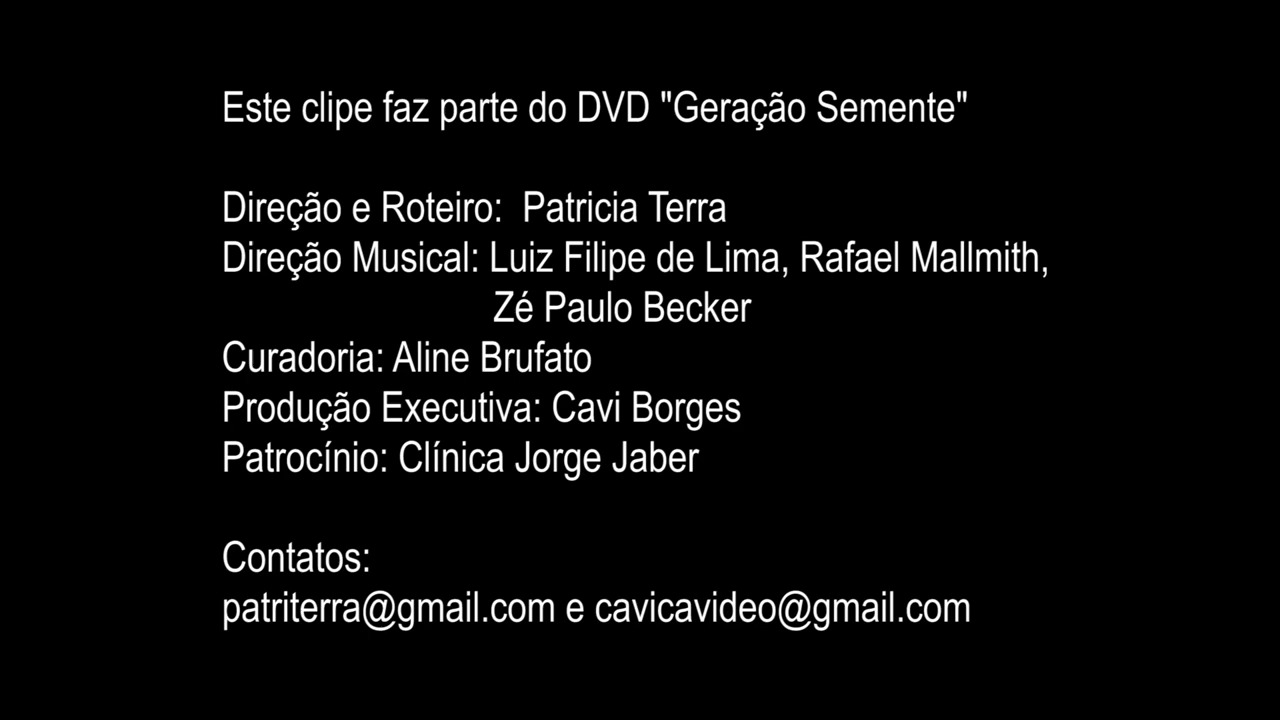 Este clipe faz parte do DVD "Geração Semente"
Direção e Roteiro: Patricia Terra
Direção Musical: Luiz Filipe de Lima, Rafael Mallmith,
Zé Paulo Becker
Curadoria: Aline Brufato
Produção Executiva: Cavi Borges
Patrocínio: Clínica Jorge Jaber
Contatos:
patriterra@gmail.com e cavicavideo@gmail.com